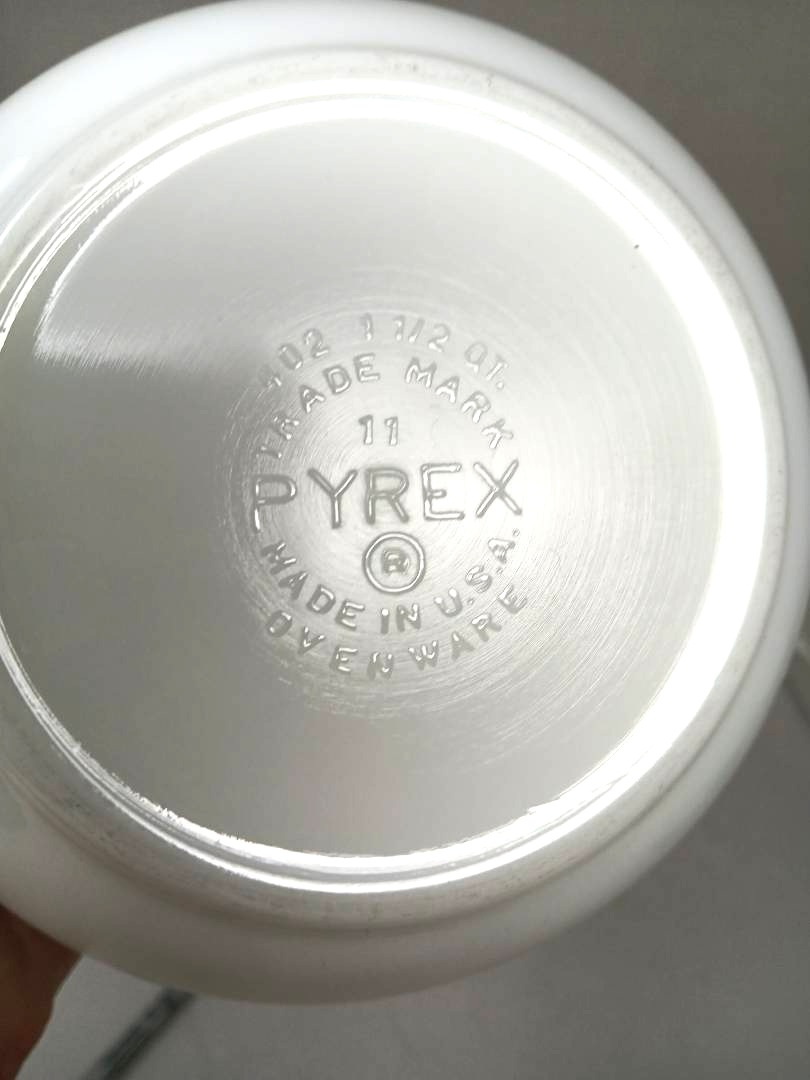 402 1 1/2 QT.
TRADE MARK
11
PYREX
®
MADE IN U.S.A.
OVENWARE